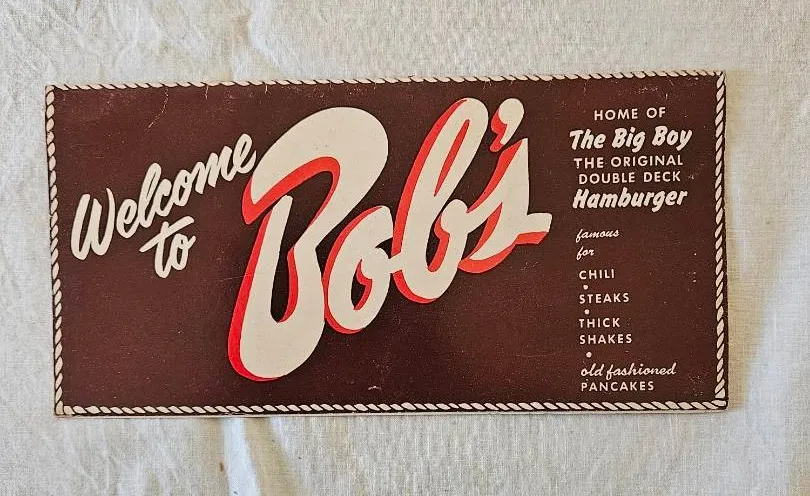 Welcome
to
Bob's
HOME OF
The Big Boy
THE ORIGINAL
DOUBLE DECK
Hamburger
famous
for
CHILI
•
STEAKS
•
THICK
SHAKES
•
old fashioned
PANCAKES